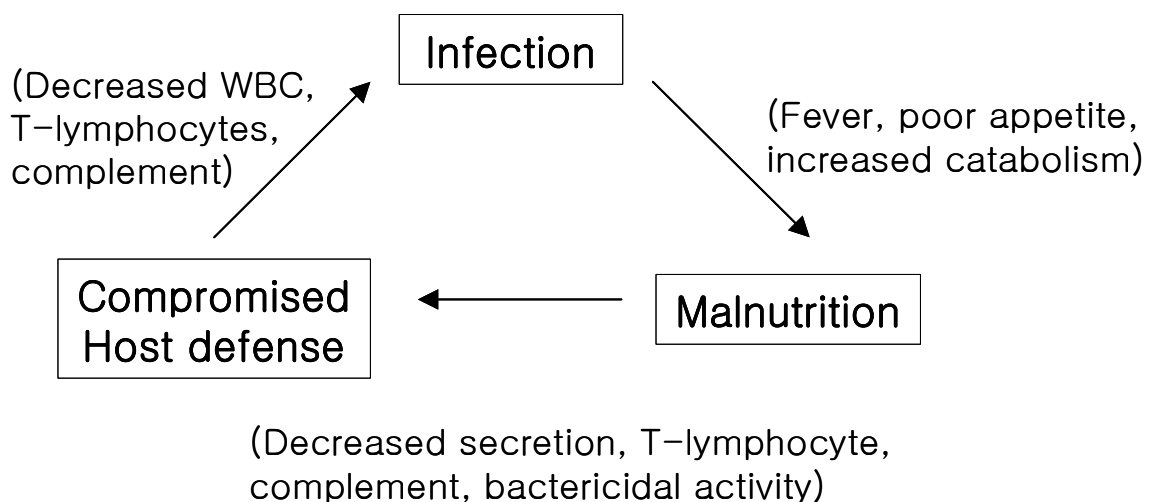 Infection
(Decreased WBC,
T-lymphocytes,
complement)
(Fever, poor appetite,
increased catabolism)
Compromised
Host defense
Malnutrition
(Decreased secretion, T-lymphocyte,
complement, bactericidal activity)